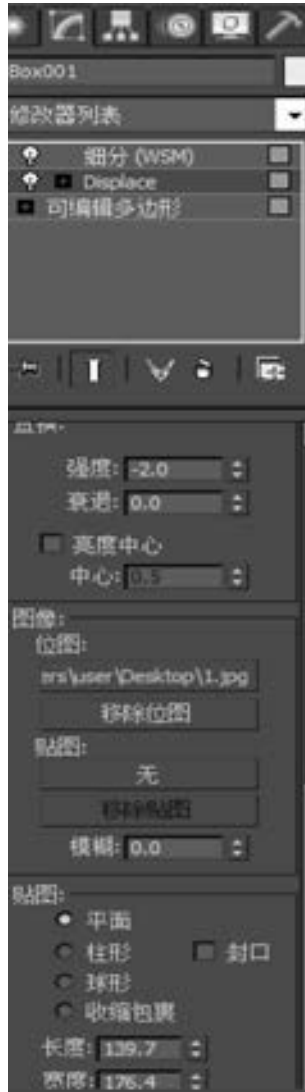 Box001
修改器列表
细分 (WSM)
Displace
可编辑多边形
置换:
强度: -2.0
衰退: 0.0
亮度中心
中心: 0.5
图像:
位图:
ers\user\Desktop\1.jpg
移除位图
贴图:
无
移除贴图
模糊: 0.0
贴图:
平面
柱形 封口
球形
收缩包裹
长度: 139.7
宽度: 176.4